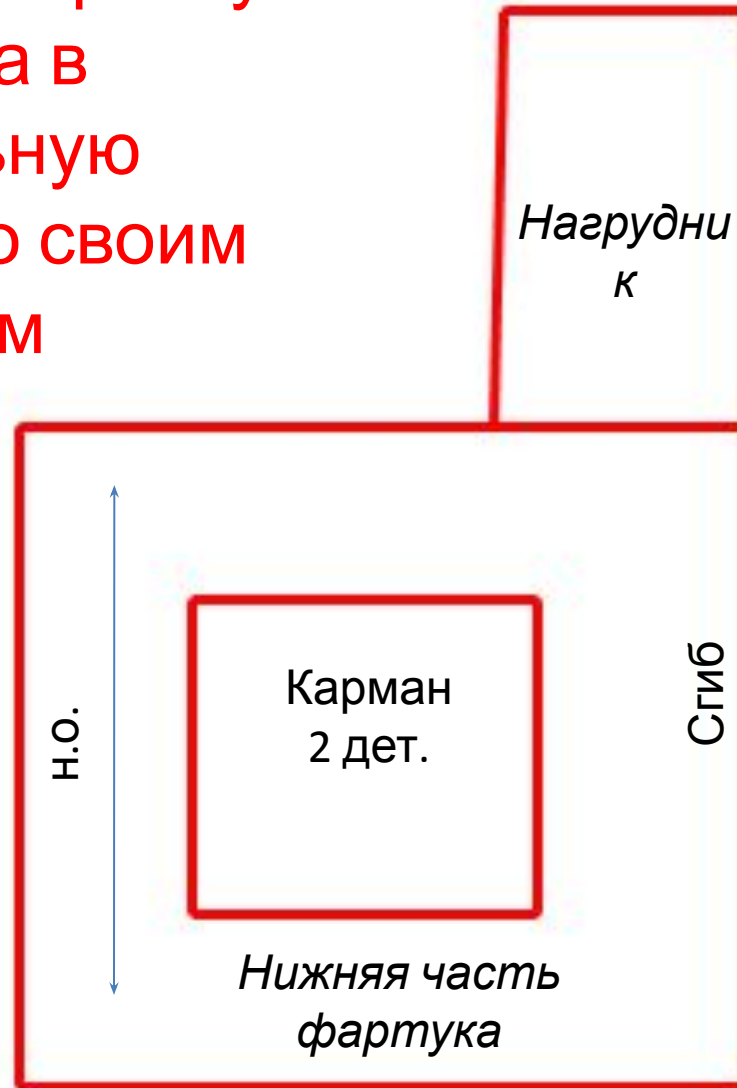 а в
ьную
о своим
м
Нагрудни
к
Карман
2 дет.
н.о.
Сгиб
Нижняя часть
фартука